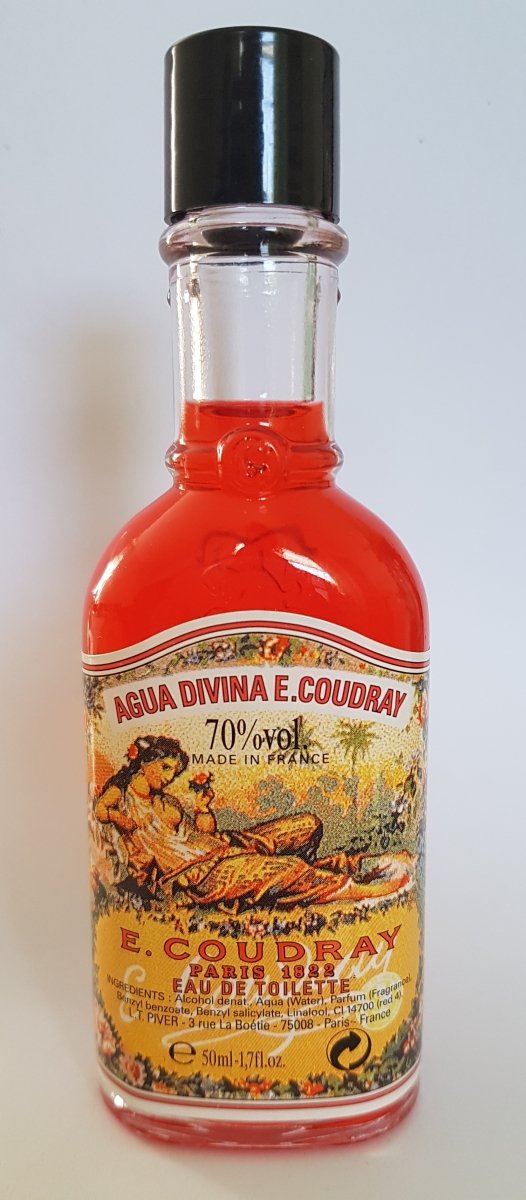 AGUA DIVINA E.COUDRAY
70%vol.
MADE IN FRANCE
E. COUDRAY
PARIS 1822
EAU DE TOILETTE
INGREDIENTS : Alcohol denat., Aqua (Water), Parfum (Fragrance),
Benzyl benzoate, Benzyl salicylate, Linalool, CI 14700 (red 4).
L.T. PIVER - 3 rue La Boëtie - 75008 - Paris - France
e 50ml-1,7fl.oz.